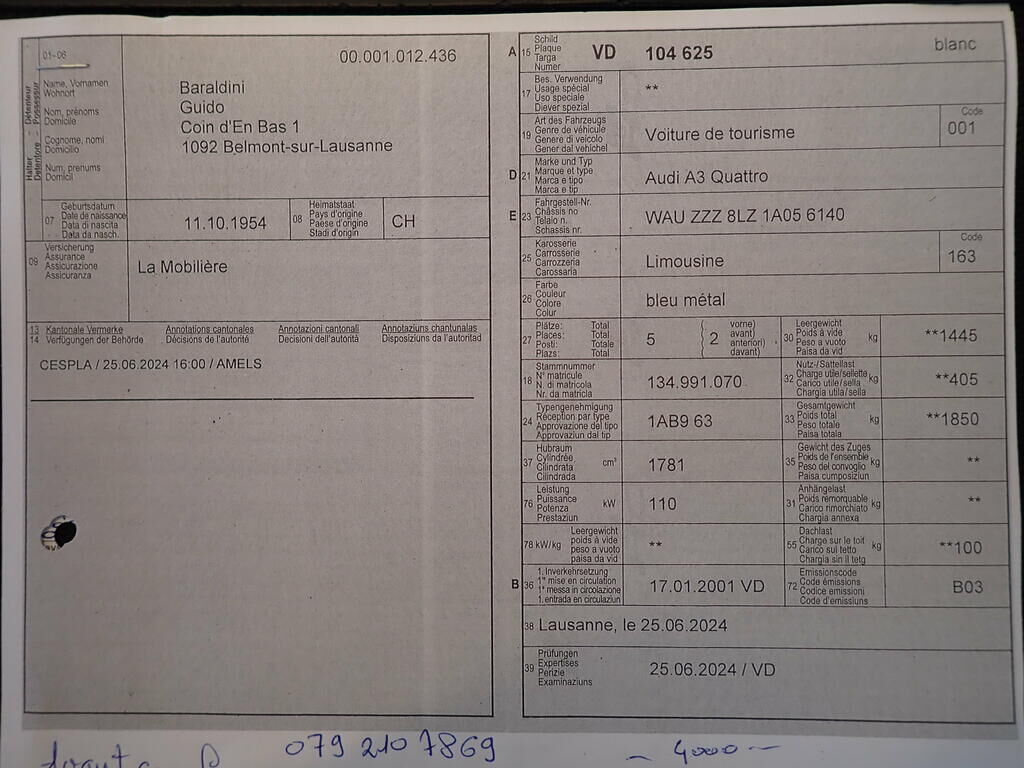 01-06
00.001.012.436
Halter - Détenteur
Detentore - Possessur
Name, Vornamen
Wohnort
Nom, prénoms
Domicile
Cognome, nomi
Domicilio
Num, prenums
Domicil
Baraldini
Guido
Coin d'En Bas 1
1092 Belmont-sur-Lausanne
07
Geburtsdatum
Date de naissance
Data di nascita
Data da nasch.
11.10.1954
08
Heimatstaat
Pays d'origine
Paese d'origine
Stadi d'origin
CH
09
Versicherung
Assurance
Assicurazione
Assicuranza
La Mobilière
13 Kantonale Vermerke Annotations cantonales Annotazioni cantonali Annotaziuns chantunalas
14 Verfügungen der Behörde Décisions de l'autorité Decisioni dell'autorità Disposiziuns da l'autoritad
CESPLA / 25.06.2024 16:00 / AMELS
A 15
Schild
Plaque
Targa
Numer
VD 104 625
blanc
17
Bes. Verwendung
Usage spécial
Uso speciale
Diever spezial
**
19
Art des Fahrzeugs
Genre de véhicule
Genere di veicolo
Gener dal vehichel
Voiture de tourisme
Code
001
D 21
Marke und Typ
Marque et type
Marca e tipo
Marca e tip
Audi A3 Quattro
E 23
Fahrgestell-Nr.
Châssis no
Telaio n.
Schassis nr.
WAU ZZZ 8LZ 1A05 6140
25
Karosserie
Carrosserie
Carrozzeria
Carossaria
Limousine
Code
163
26
Farbe
Couleur
Colore
Colur
bleu métal
27
Plätze: Total
Places: Total
Posti: Totale
Plazs: Total
5
2
vorne)
avant)
anteriori)
davant)
30
Leergewicht
Poids à vide
Peso a vuoto
Paisa da vid
kg
**1445
18
Stammnummer
N° matricule
N. di matricola
Nr. da matricla
134.991.070
32
Nutz-/Sattellast
Charge utile/sellette
Carico utile/sella
Chargia utila/sella
kg
**405
24
Typengenehmigung
Réception par type
Approvazione del tipo
Approvaziun dal tip
1AB9 63
33
Gesamtgewicht
Poids total
Peso totale
Paisa totala
kg
**1850
37
Hubraum
Cylindrée
Cilindrata
Cilindrada
cm³
1781
35
Gewicht des Zuges
Poids de l'ensemble
Peso del convoglio
Paisa cumposiziun
kg
**
76
Leistung
Puissance
Potenza
Prestaziun
kW
110
31
Anhängelast
Poids remorquable
Carico rimorchiato
Chargia annexa
kg
**
78 kW/kg
Leergewicht
poids à vide
peso a vuoto
paisa da vid
**
55
Dachlast
Charge sur le toit
Carico sul tetto
Chargia sin il tetg
kg
**100
B 36
1. Inverkehrsetzung
1re mise en circulation
1a messa in circolazione
1. entrada en circulaziun
17.01.2001 VD
72
Emissionscode
Code émissions
Codice emissioni
Code d'emissiuns
B03
38 Lausanne, le 25.06.2024
39
Prüfungen
Expertises
Perizie
Examinaziuns
25.06.2024 / VD
079 210 7869
- 4000 -